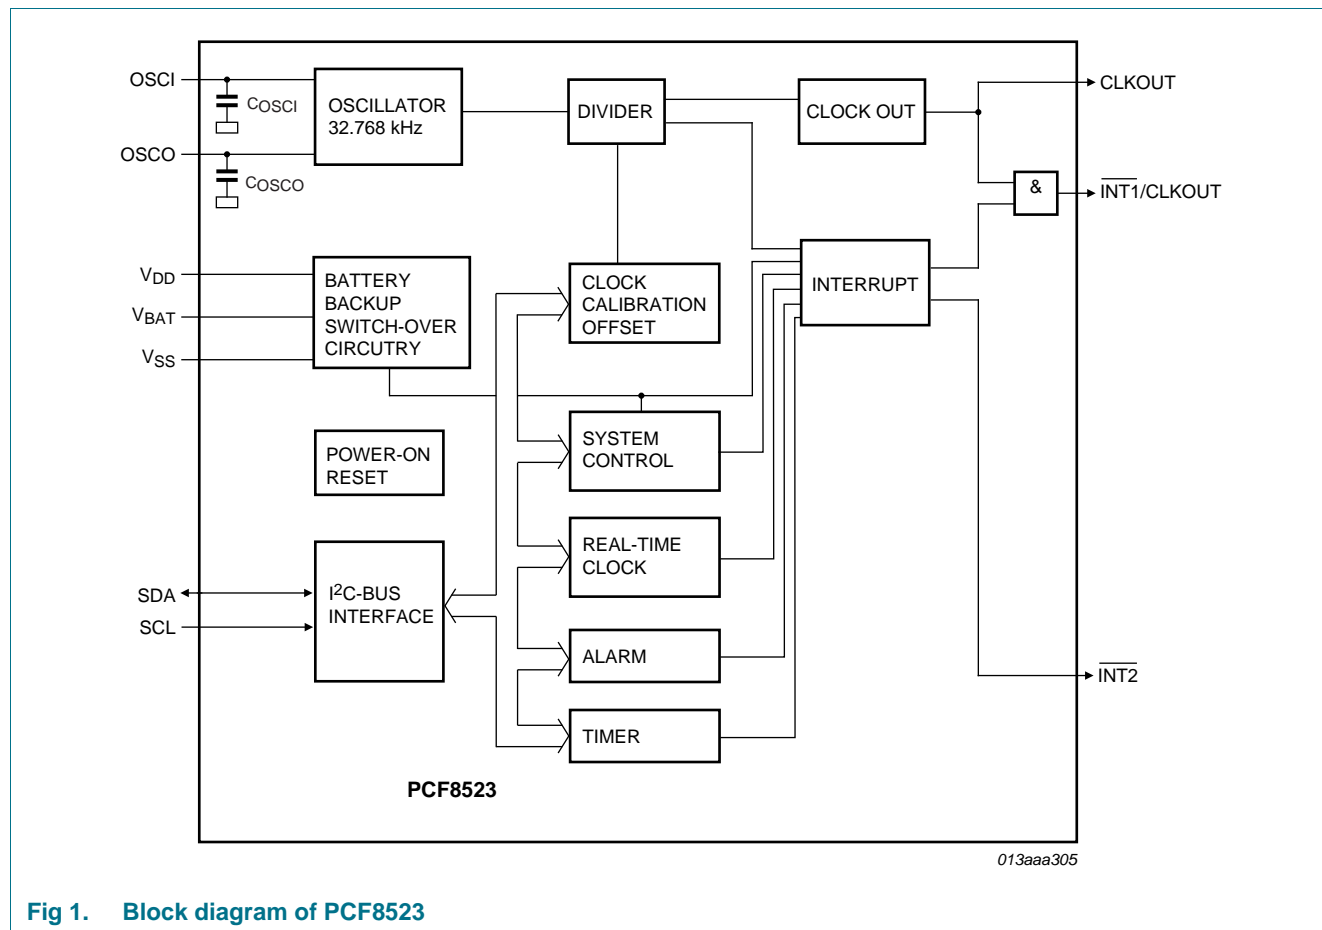 OSCI
COSCI
OSCO
COSCO
OSCILLATOR
32.768 kHz
DIVIDER
CLOCK OUT
CLKOUT
&
INT1/CLKOUT
VDD
VBAT
VSS
BATTERY
BACKUP
SWITCH-OVER
CIRCUTRY
CLOCK
CALIBRATION
OFFSET
INTERRUPT
POWER-ON
RESET
SYSTEM
CONTROL
REAL-TIME
CLOCK
SDA
SCL
I2C-BUS
INTERFACE
ALARM
TIMER
INT2
PCF8523
013aaa305
Fig 1. Block diagram of PCF8523